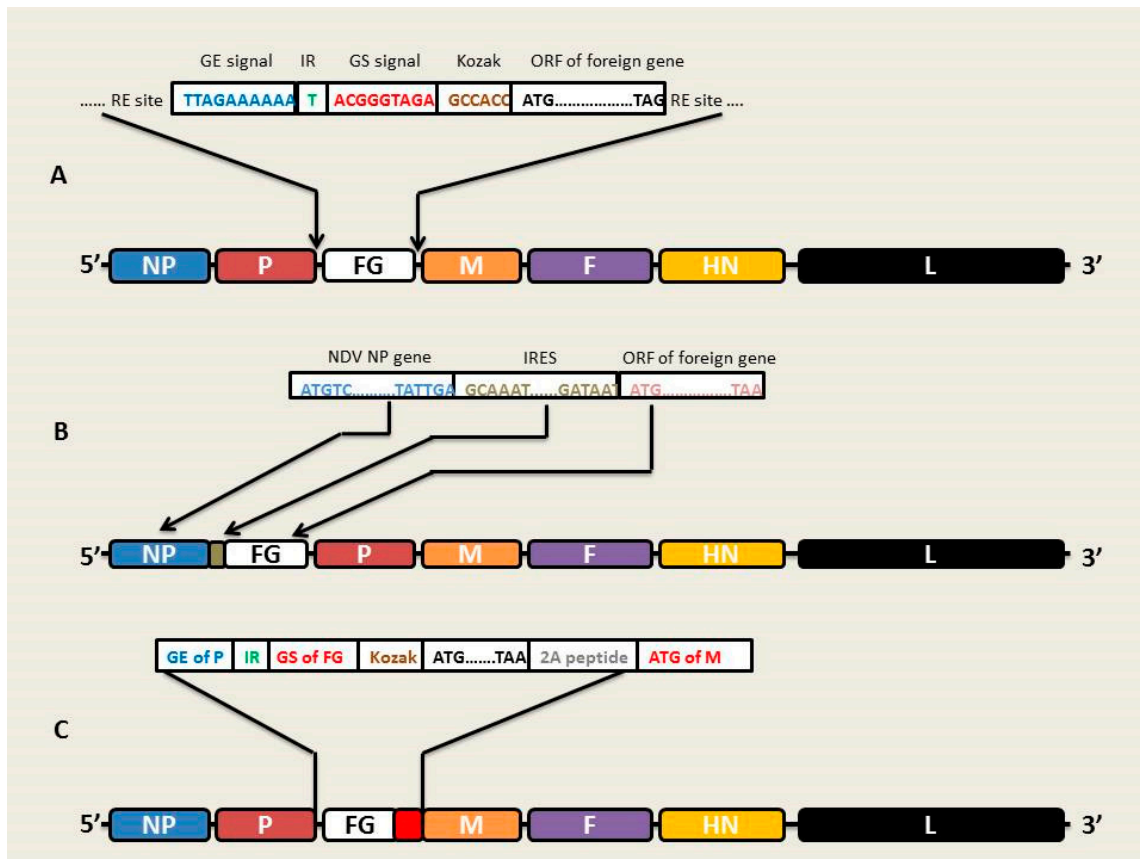 GE signal IR GS signal Kozak ORF of foreign gene
...... RE site TTAGAAAAAA T ACGGGTAGA GCCACC ATG..................TAG RE site ....
A
5’ NP P FG M F HN L 3’
NDV NP gene IRES ORF of foreign gene
ATGTC..........TATTGA GCAAAT......GATAAT ATG................TAA
B
5’ NP FG P M F HN L 3’
GE of P IR GS of FG Kozak ATG.......TAA 2A peptide ATG of M
C
5’ NP P FG M F HN L 3’